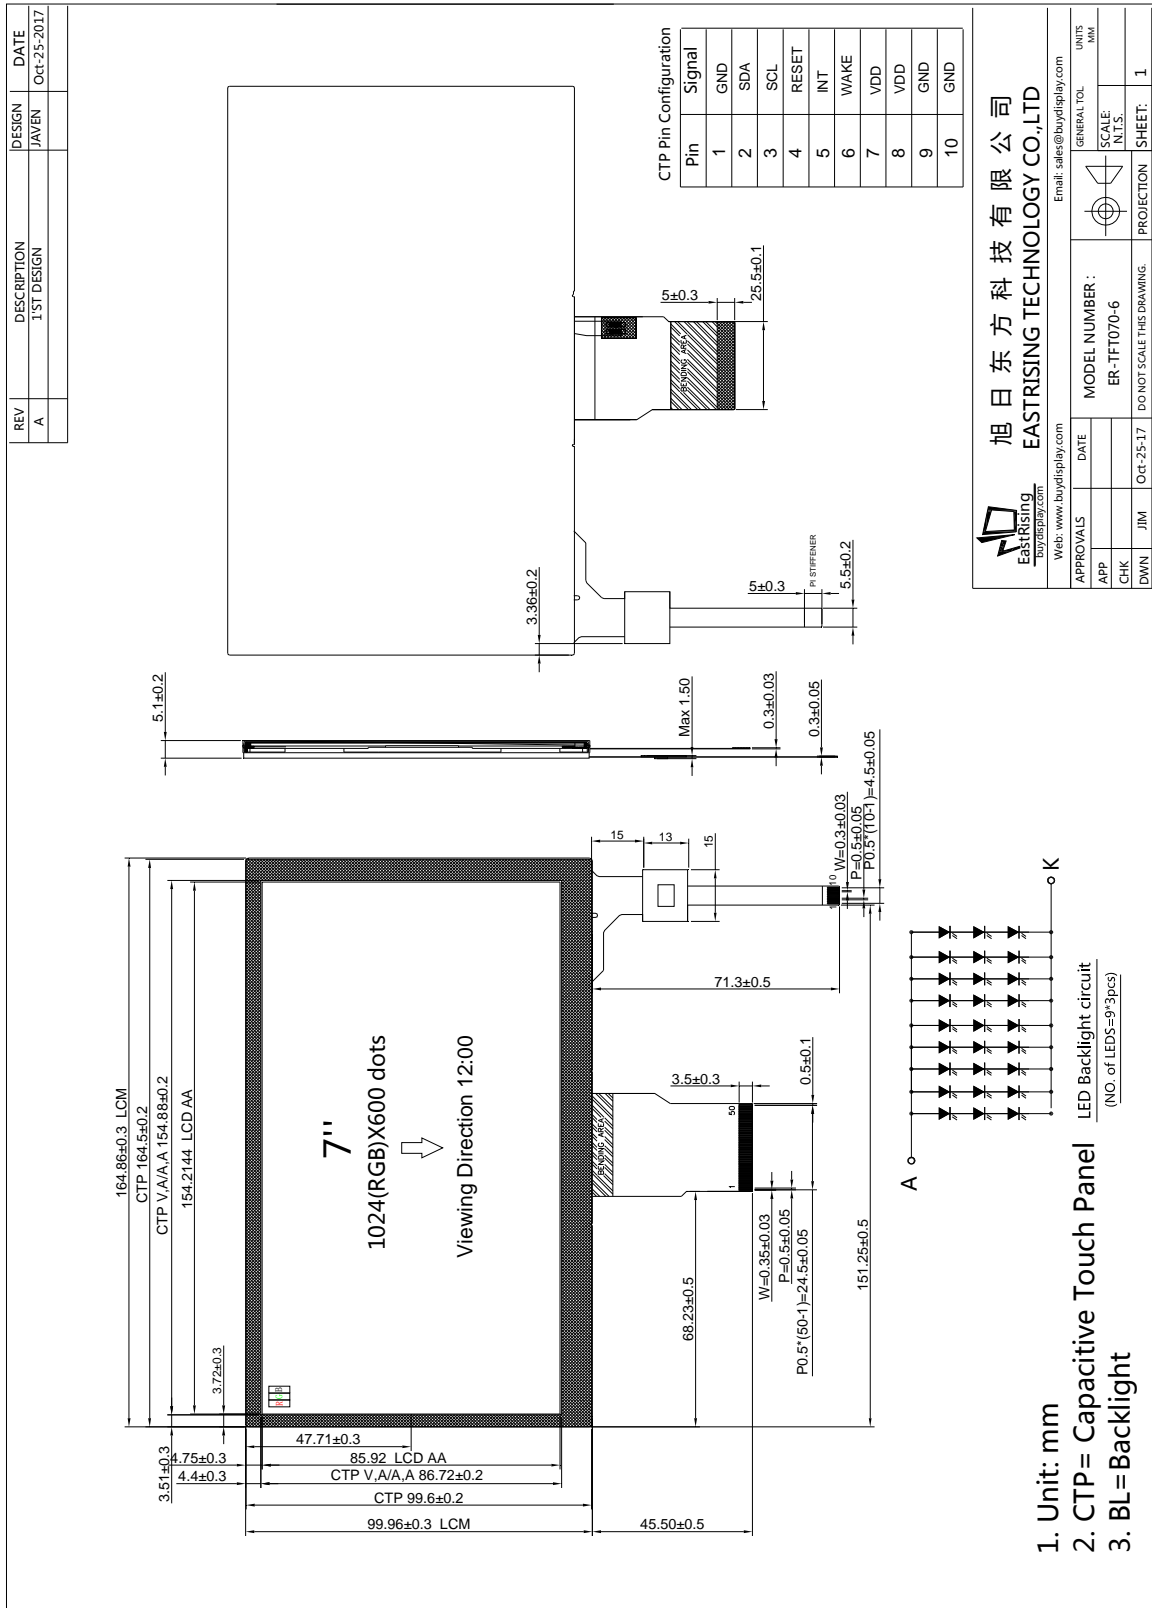 REV DESCRIPTION DESIGN DATE
A 1'ST DESIGN JAVEN Oct-25-2017
164.86±0.3 LCM
CTP 164.5±0.2
CTP V,A/A,A 154.88±0.2
154.2144 LCD AA
3.72±0.3
3.51±0.3
4.75±0.3
4.4±0.3
47.71±0.3
85.92 LCD AA
CTP V,A/A,A 86.72±0.2
CTP 99.6±0.2
99.96±0.3 LCM
45.50±0.5
RGB
7''
1024(RGB)X600 dots
Viewing Direction 12:00
BENDING AREA
3.5±0.3
1 50
0.5±0.1
68.23±0.5
W=0.35±0.03
P=0.5±0.05
P0.5*(50-1)=24.5±0.05
151.25±0.5
71.3±0.5
15
13
15
1 10
W=0.3±0.03
P=0.5±0.05
P0.5*(10-1)=4.5±0.05
5.1±0.2
Max 1.50
0.3±0.03
0.3±0.05
3.36±0.2
5±0.3
PI STIFFENER
5.5±0.2
BENDING AREA
5±0.3
25.5±0.1
CTP Pin Configuration
Pin Signal
1 GND
2 SDA
3 SCL
4 RESET
5 INT
6 WAKE
7 VDD
8 VDD
9 GND
10 GND
A
K
LED Backlight circuit
(NO. of LEDS=9*3pcs)
1. Unit: mm
2. CTP= Capacitive Touch Panel
3. BL=Backlight
EastRising
buydisplay.com
旭日东方科技有限公司
EASTRISING TECHNOLOGY CO.,LTD
Web: www.buydisplay.com Email: sales@buydisplay.com
APPROVALS DATE
APP
CHK
DWN JIM Oct-25-17
MODEL NUMBER :
ER-TFT070-6
DO NOT SCALE THIS DRAWING.
PROJECTION
GENERAL TOL.
UNITS
MM
SCALE:
N.T.S.
SHEET: 1